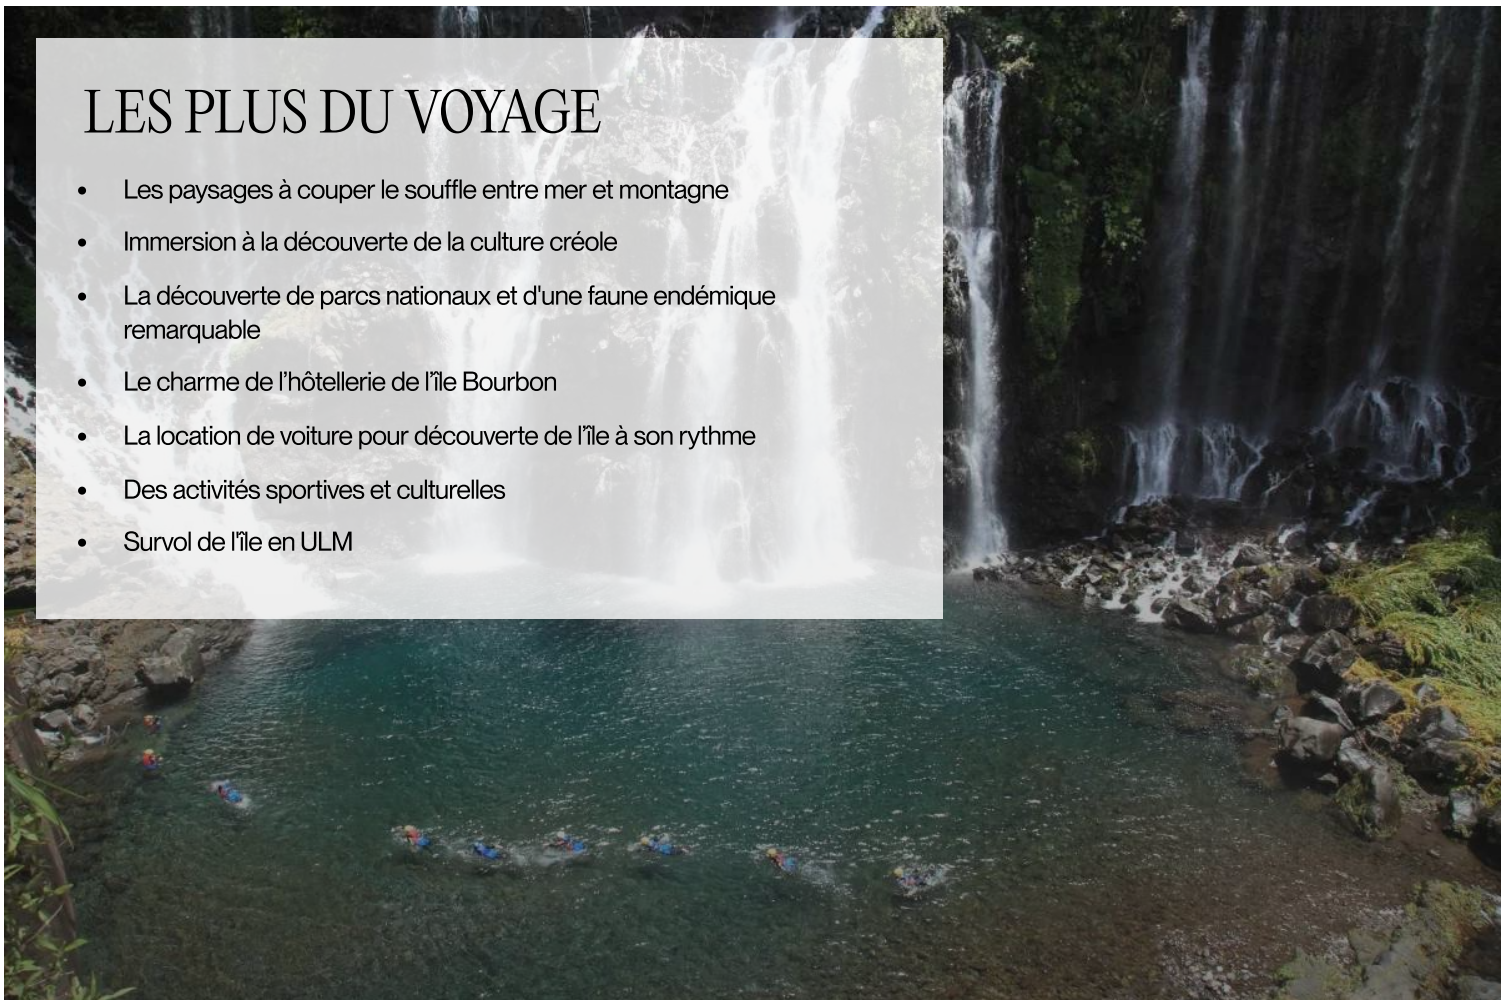 LES PLUS DU VOYAGE
• Les paysages à couper le souffle entre mer et montagne
• Immersion à la découverte de la culture créole
• La découverte de parcs nationaux et d'une faune endémique
remarquable
• Le charme de l’hôtellerie de l’île Bourbon
• La location de voiture pour découverte de l’île à son rythme
• Des activités sportives et culturelles
• Survol de l'île en ULM